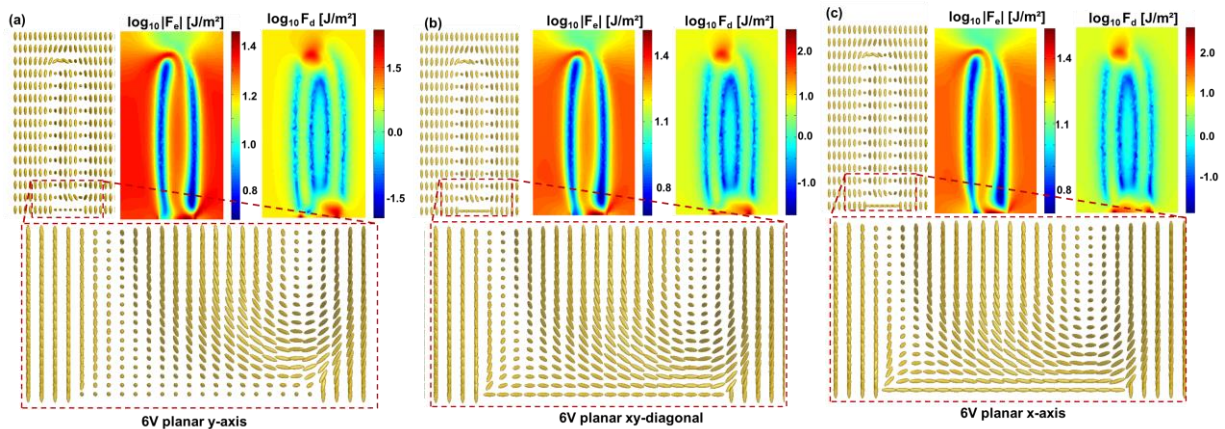 (a)
log₁₀|Fₑ| [J/m²]
log₁₀F_d [J/m²]
1.4
1.2
1.0
0.8
1.5
0.0
-1.5
6V planar y-axis
(b)
log₁₀|Fₑ| [J/m²]
log₁₀F_d [J/m²]
1.4
1.1
0.8
2.0
1.0
0.0
-1.0
6V planar xy-diagonal
(c)
log₁₀|Fₑ| [J/m²]
log₁₀F_d [J/m²]
1.4
1.1
0.8
2.0
1.0
0.0
-1.0
6V planar x-axis